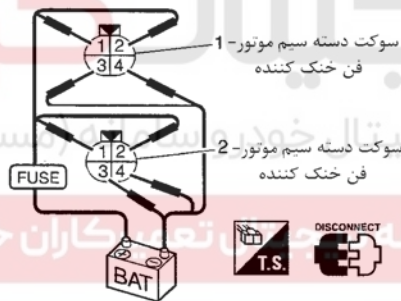 1 2
3 4
سوکت دسته سیم موتور- 1
فن خنک کننده
1 2
3 4
سوکت دسته سیم موتور- 2
فن خنک کننده
FUSE
BAT
T.S.
DISCONNECT